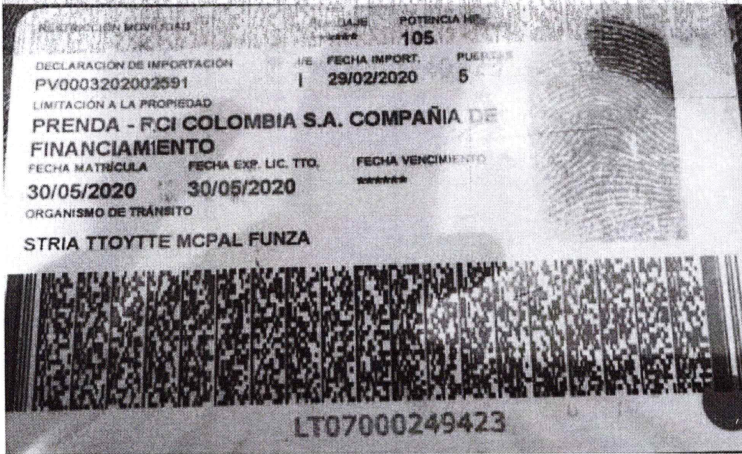 RESTRICCIÓN MOVILIDAD POTENCIA HP
***** 105
DECLARACIÓN DE IMPORTACIÓN I/E FECHA IMPORT. PUERTAS
PV0003202002591 I 29/02/2020 5
LIMITACIÓN A LA PROPIEDAD
PRENDA - RCI COLOMBIA S.A. COMPAÑIA DE
FINANCIAMIENTO
FECHA MATRÍCULA FECHA EXP. LIC. TTO. FECHA VENCIMIENTO
30/05/2020 30/05/2020 ******
ORGANISMO DE TRÁNSITO
STRIA TTOYTTE MCPAL FUNZA
LT07000249423